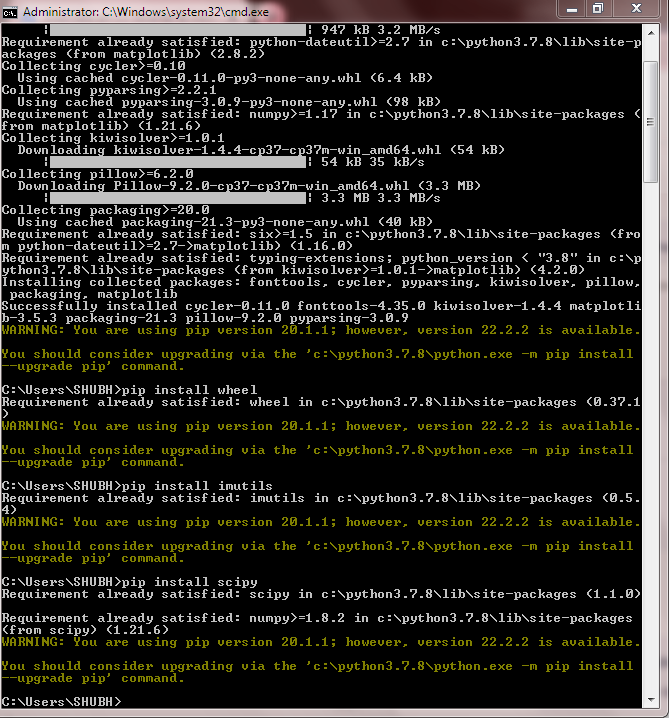 Administrator: C:\Windows\system32\cmd.exe
| | 947 kB 3.2 MB/s
Requirement already satisfied: python-dateutil>=2.7 in c:\python3.7.8\lib\site-p
ackages (from matplotlib) (2.8.2)
Collecting cycler>=0.10
  Using cached cycler-0.11.0-py3-none-any.whl (6.4 kB)
Collecting pyparsing>=2.2.1
  Using cached pyparsing-3.0.9-py3-none-any.whl (98 kB)
Requirement already satisfied: numpy>=1.17 in c:\python3.7.8\lib\site-packages (
from matplotlib) (1.21.6)
Collecting kiwisolver>=1.0.1
  Downloading kiwisolver-1.4.4-cp37-cp37m-win_amd64.whl (54 kB)
| | 54 kB 35 kB/s
Collecting pillow>=6.2.0
  Downloading Pillow-9.2.0-cp37-cp37m-win_amd64.whl (3.3 MB)
| | 3.3 MB 3.3 MB/s
Collecting packaging>=20.0
  Using cached packaging-21.3-py3-none-any.whl (40 kB)
Requirement already satisfied: six>=1.5 in c:\python3.7.8\lib\site-packages (fro
m python-dateutil>=2.7->matplotlib) (1.16.0)
Requirement already satisfied: typing-extensions; python_version < "3.8" in c:\p
ython3.7.8\lib\site-packages (from kiwisolver>=1.0.1->matplotlib) (4.2.0)
Installing collected packages: fonttools, cycler, pyparsing, kiwisolver, pillow,
 packaging, matplotlib
Successfully installed cycler-0.11.0 fonttools-4.35.0 kiwisolver-1.4.4 matplotli
b-3.5.3 packaging-21.3 pillow-9.2.0 pyparsing-3.0.9
WARNING: You are using pip version 20.1.1; however, version 22.2.2 is available.
You should consider upgrading via the 'c:\python3.7.8\python.exe -m pip install
--upgrade pip' command.
C:\Users\SHUBH>pip install wheel
Requirement already satisfied: wheel in c:\python3.7.8\lib\site-packages (0.37.1
)
WARNING: You are using pip version 20.1.1; however, version 22.2.2 is available.
You should consider upgrading via the 'c:\python3.7.8\python.exe -m pip install
--upgrade pip' command.
C:\Users\SHUBH>pip install imutils
Requirement already satisfied: imutils in c:\python3.7.8\lib\site-packages (0.5.
4)
WARNING: You are using pip version 20.1.1; however, version 22.2.2 is available.
You should consider upgrading via the 'c:\python3.7.8\python.exe -m pip install
--upgrade pip' command.
C:\Users\SHUBH>pip install scipy
Requirement already satisfied: scipy in c:\python3.7.8\lib\site-packages (1.1.0)
Requirement already satisfied: numpy>=1.8.2 in c:\python3.7.8\lib\site-packages
(from scipy) (1.21.6)
WARNING: You are using pip version 20.1.1; however, version 22.2.2 is available.
You should consider upgrading via the 'c:\python3.7.8\python.exe -m pip install
--upgrade pip' command.
C:\Users\SHUBH>